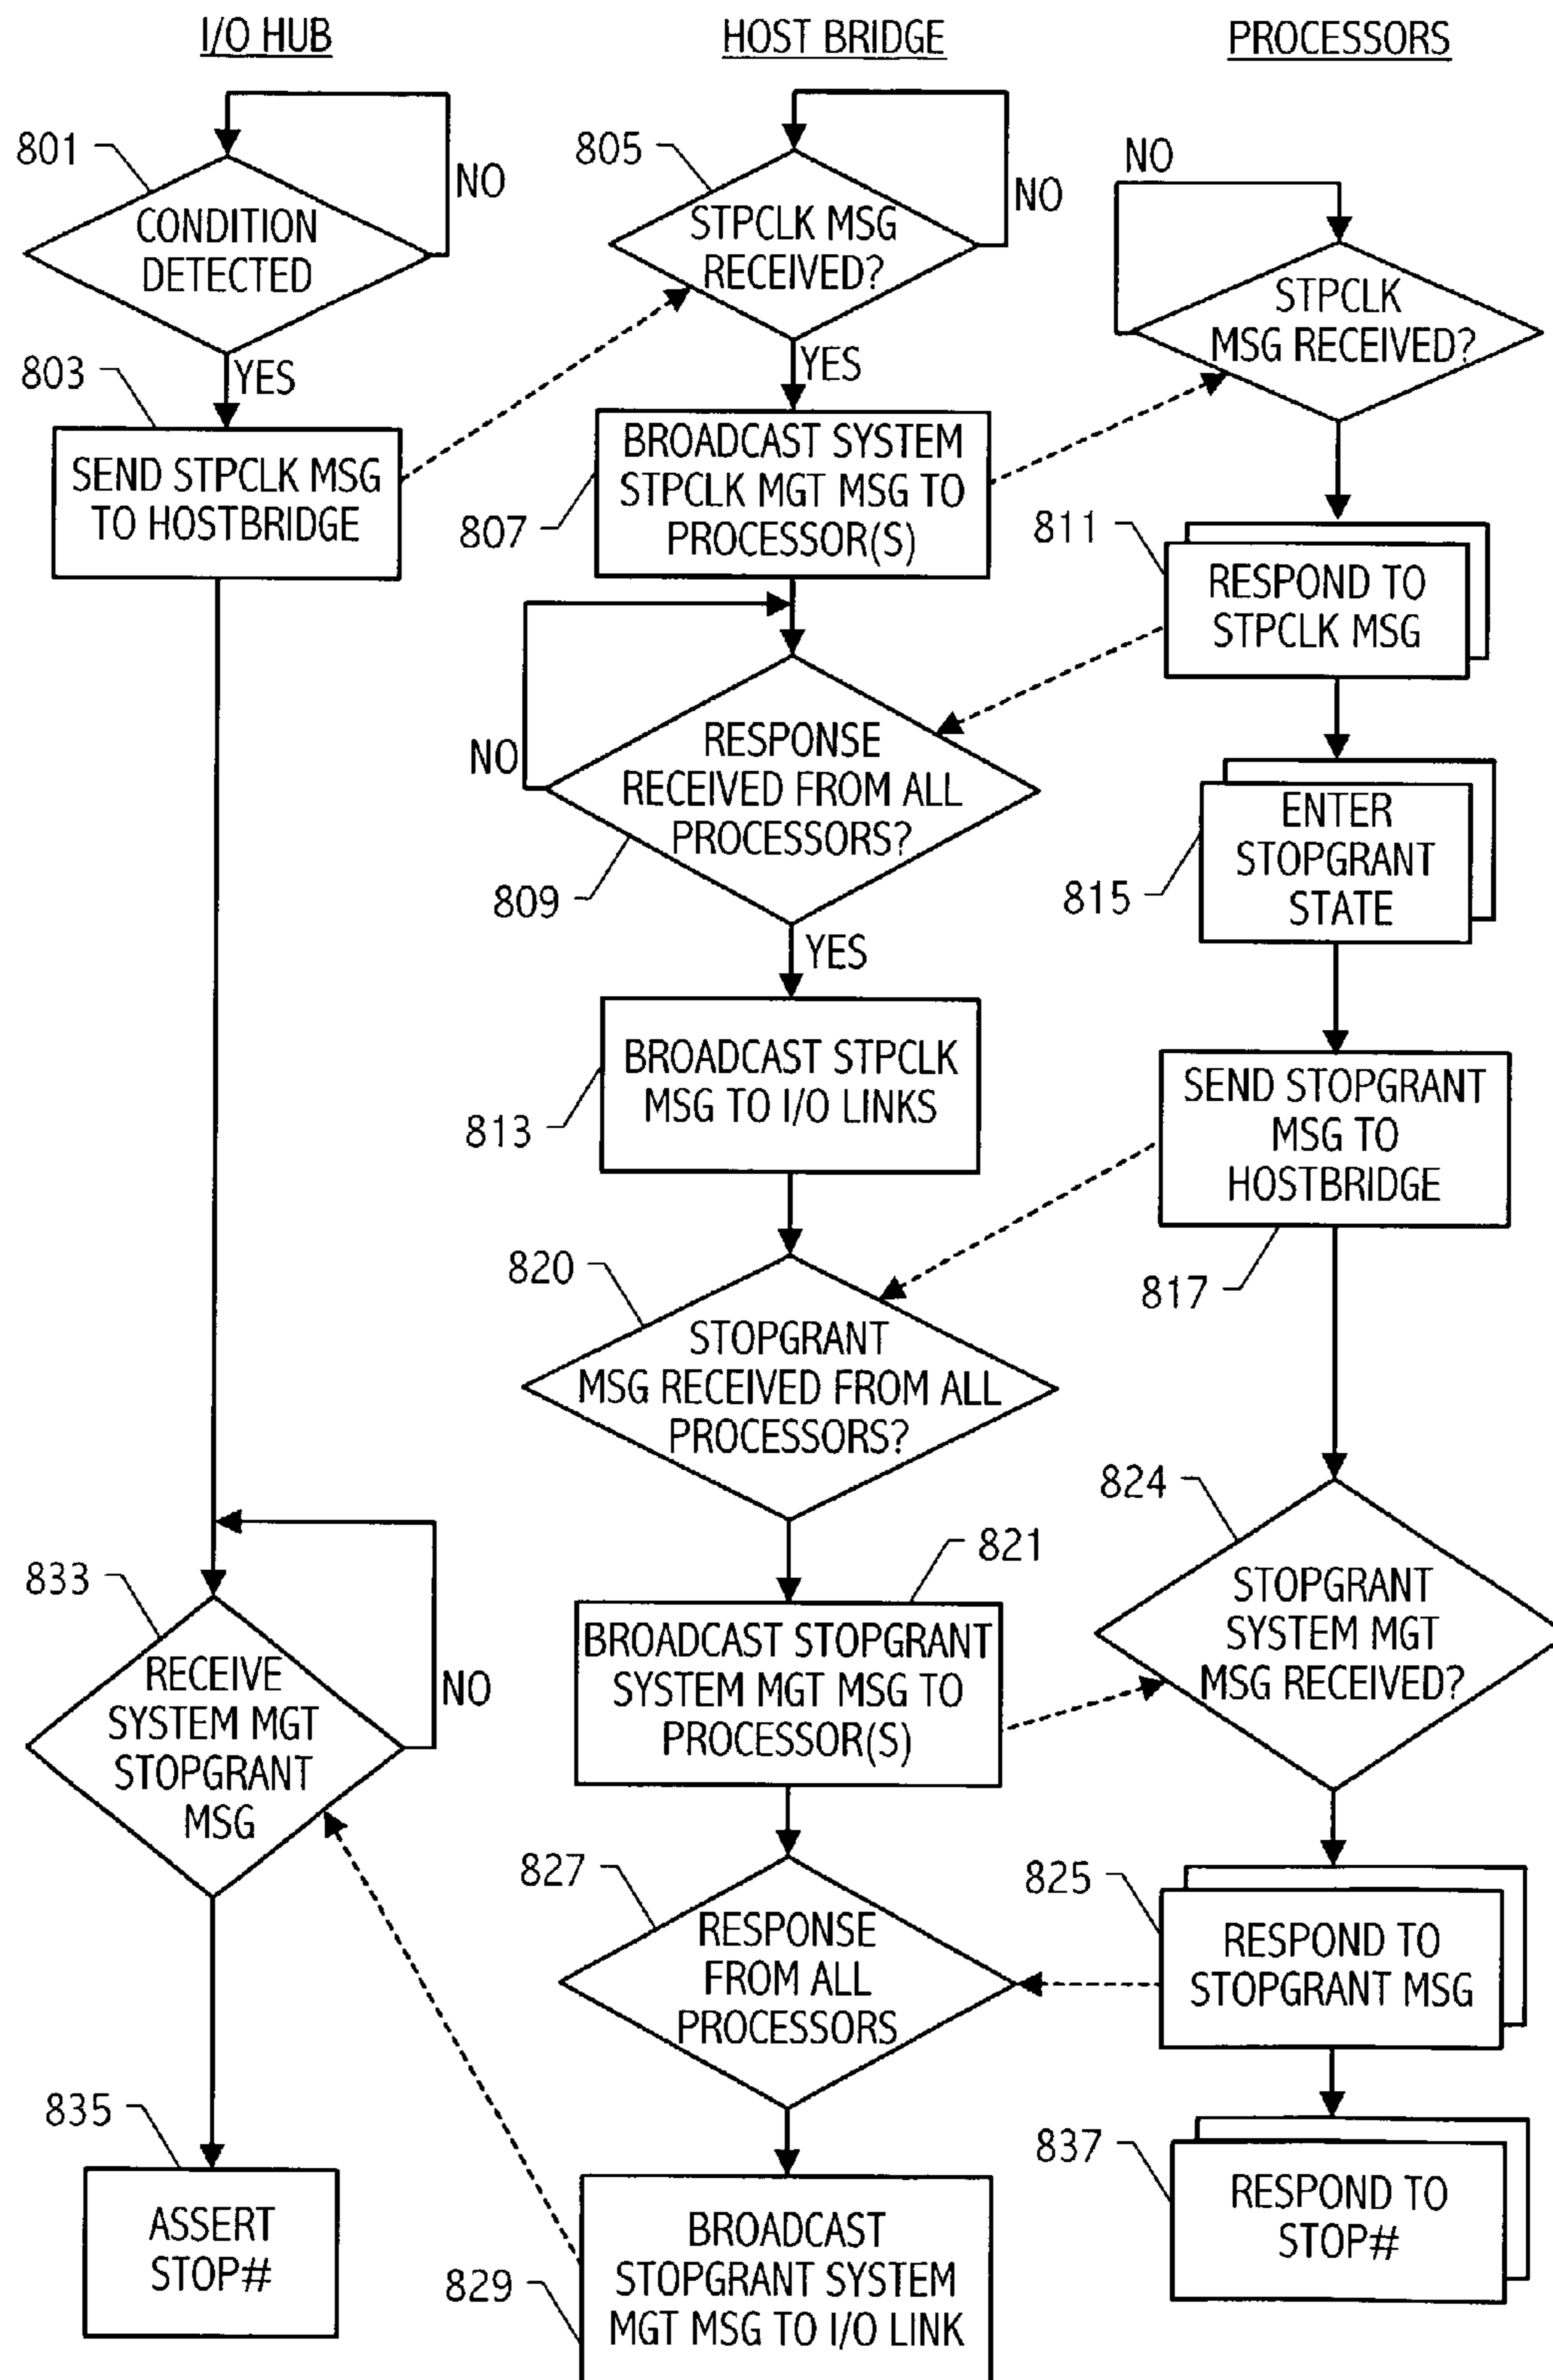 I/O HUB
801
CONDITION
DETECTED
NO
YES
803
SEND STPCLK MSG
TO HOSTBRIDGE
833
RECEIVE
SYSTEM MGT
STOPGRANT
MSG
NO
835
ASSERT
STOP#
HOST BRIDGE
805
STPCLK MSG
RECEIVED?
NO
YES
BROADCAST SYSTEM
STPCLK MGT MSG TO
PROCESSOR(S)
807
RESPONSE
RECEIVED FROM ALL
PROCESSORS?
NO
809
YES
BROADCAST STPCLK
MSG TO I/O LINKS
813
820
STOPGRANT
MSG RECEIVED FROM ALL
PROCESSORS?
821
BROADCAST STOPGRANT
SYSTEM MGT MSG TO
PROCESSOR(S)
827
RESPONSE
FROM ALL
PROCESSORS
BROADCAST
STOPGRANT SYSTEM
MGT MSG TO I/O LINK
829
PROCESSORS
NO
STPCLK
MSG RECEIVED?
811
RESPOND TO
STPCLK MSG
ENTER
STOPGRANT
STATE
815
SEND STOPGRANT
MSG TO
HOSTBRIDGE
817
824
STOPGRANT
SYSTEM MGT
MSG RECEIVED?
825
RESPOND TO
STOPGRANT MSG
837
RESPOND TO
STOP#